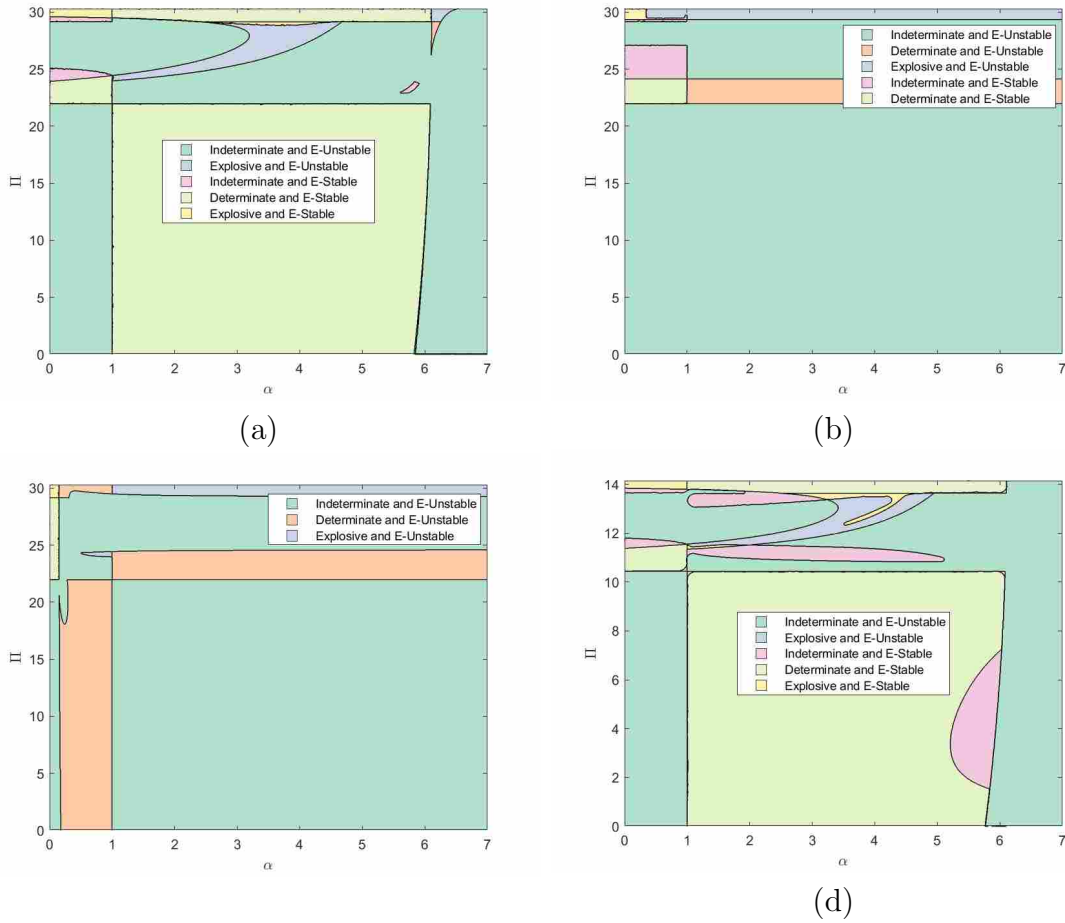 30
25
20
15
10
5
0
Π
Indeterminate and E-Unstable
Explosive and E-Unstable
Indeterminate and E-Stable
Determinate and E-Stable
Explosive and E-Stable
0 1 2 3 4 5 6 7
α
(a)
30
25
20
15
10
5
0
Π
Indeterminate and E-Unstable
Determinate and E-Unstable
Explosive and E-Unstable
Indeterminate and E-Stable
Determinate and E-Stable
0 1 2 3 4 5 6 7
α
(b)
30
25
20
15
10
5
0
Π
Indeterminate and E-Unstable
Determinate and E-Unstable
Explosive and E-Unstable
0 1 2 3 4 5 6 7
α
14
12
10
8
6
4
2
0
Π
Indeterminate and E-Unstable
Explosive and E-Unstable
Indeterminate and E-Stable
Determinate and E-Stable
Explosive and E-Stable
0 1 2 3 4 5 6 7
α
(d)